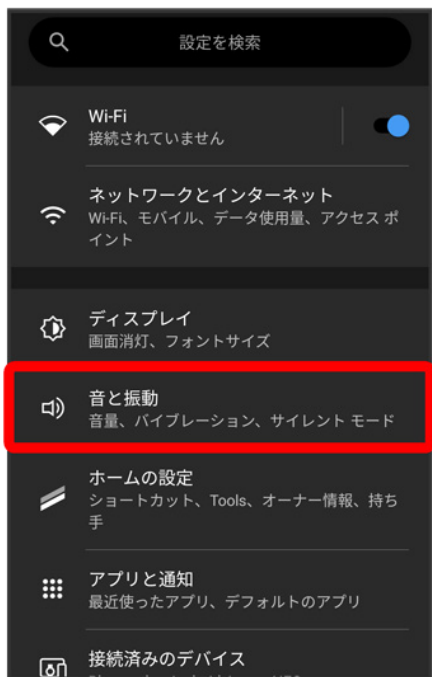 設定を検索
Wi-Fi
接続されていません
ネットワークとインターネット
Wi-Fi、モバイル、データ使用量、アクセス ポ
イント
ディスプレイ
画面消灯、フォントサイズ
音と振動
音量、バイブレーション、サイレント モード
ホームの設定
ショートカット、Tools、オーナー情報、持ち
手
アプリと通知
最近使ったアプリ、デフォルトのアプリ
接続済みのデバイス